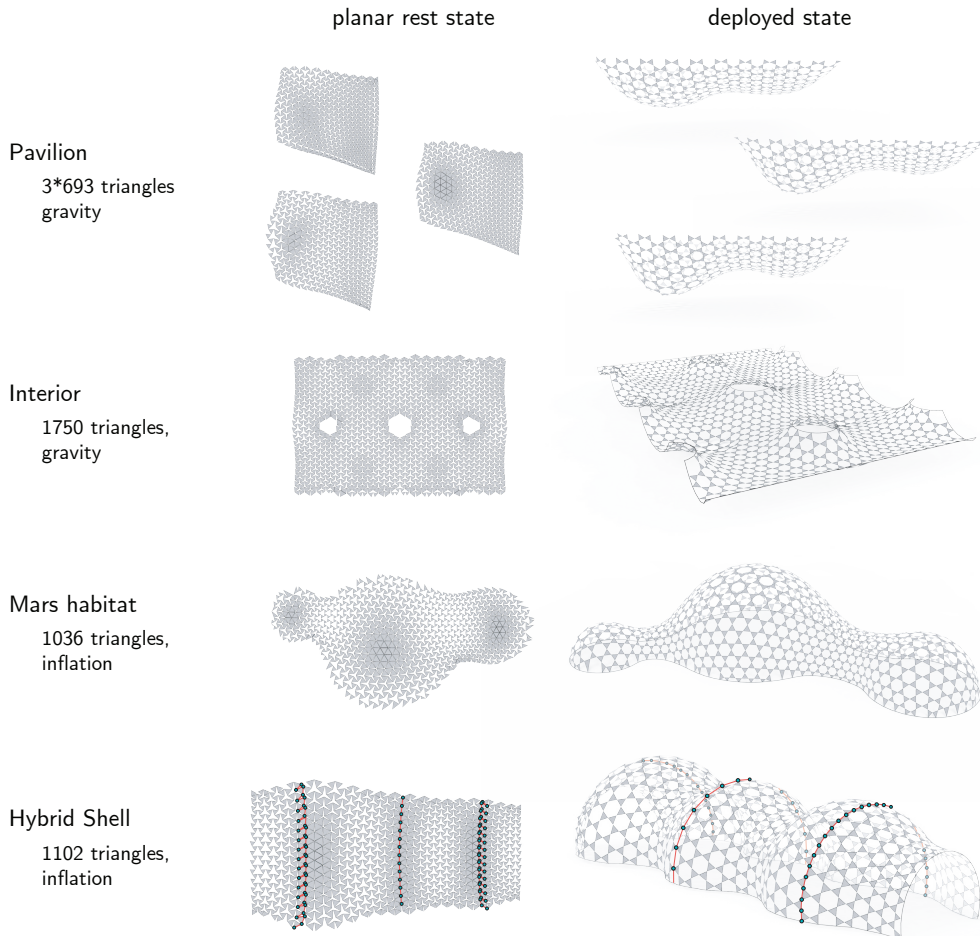 planar rest state
deployed state
Pavilion
3*693 triangles
gravity
Interior
1750 triangles,
gravity
Mars habitat
1036 triangles,
inflation
Hybrid Shell
1102 triangles,
inflation